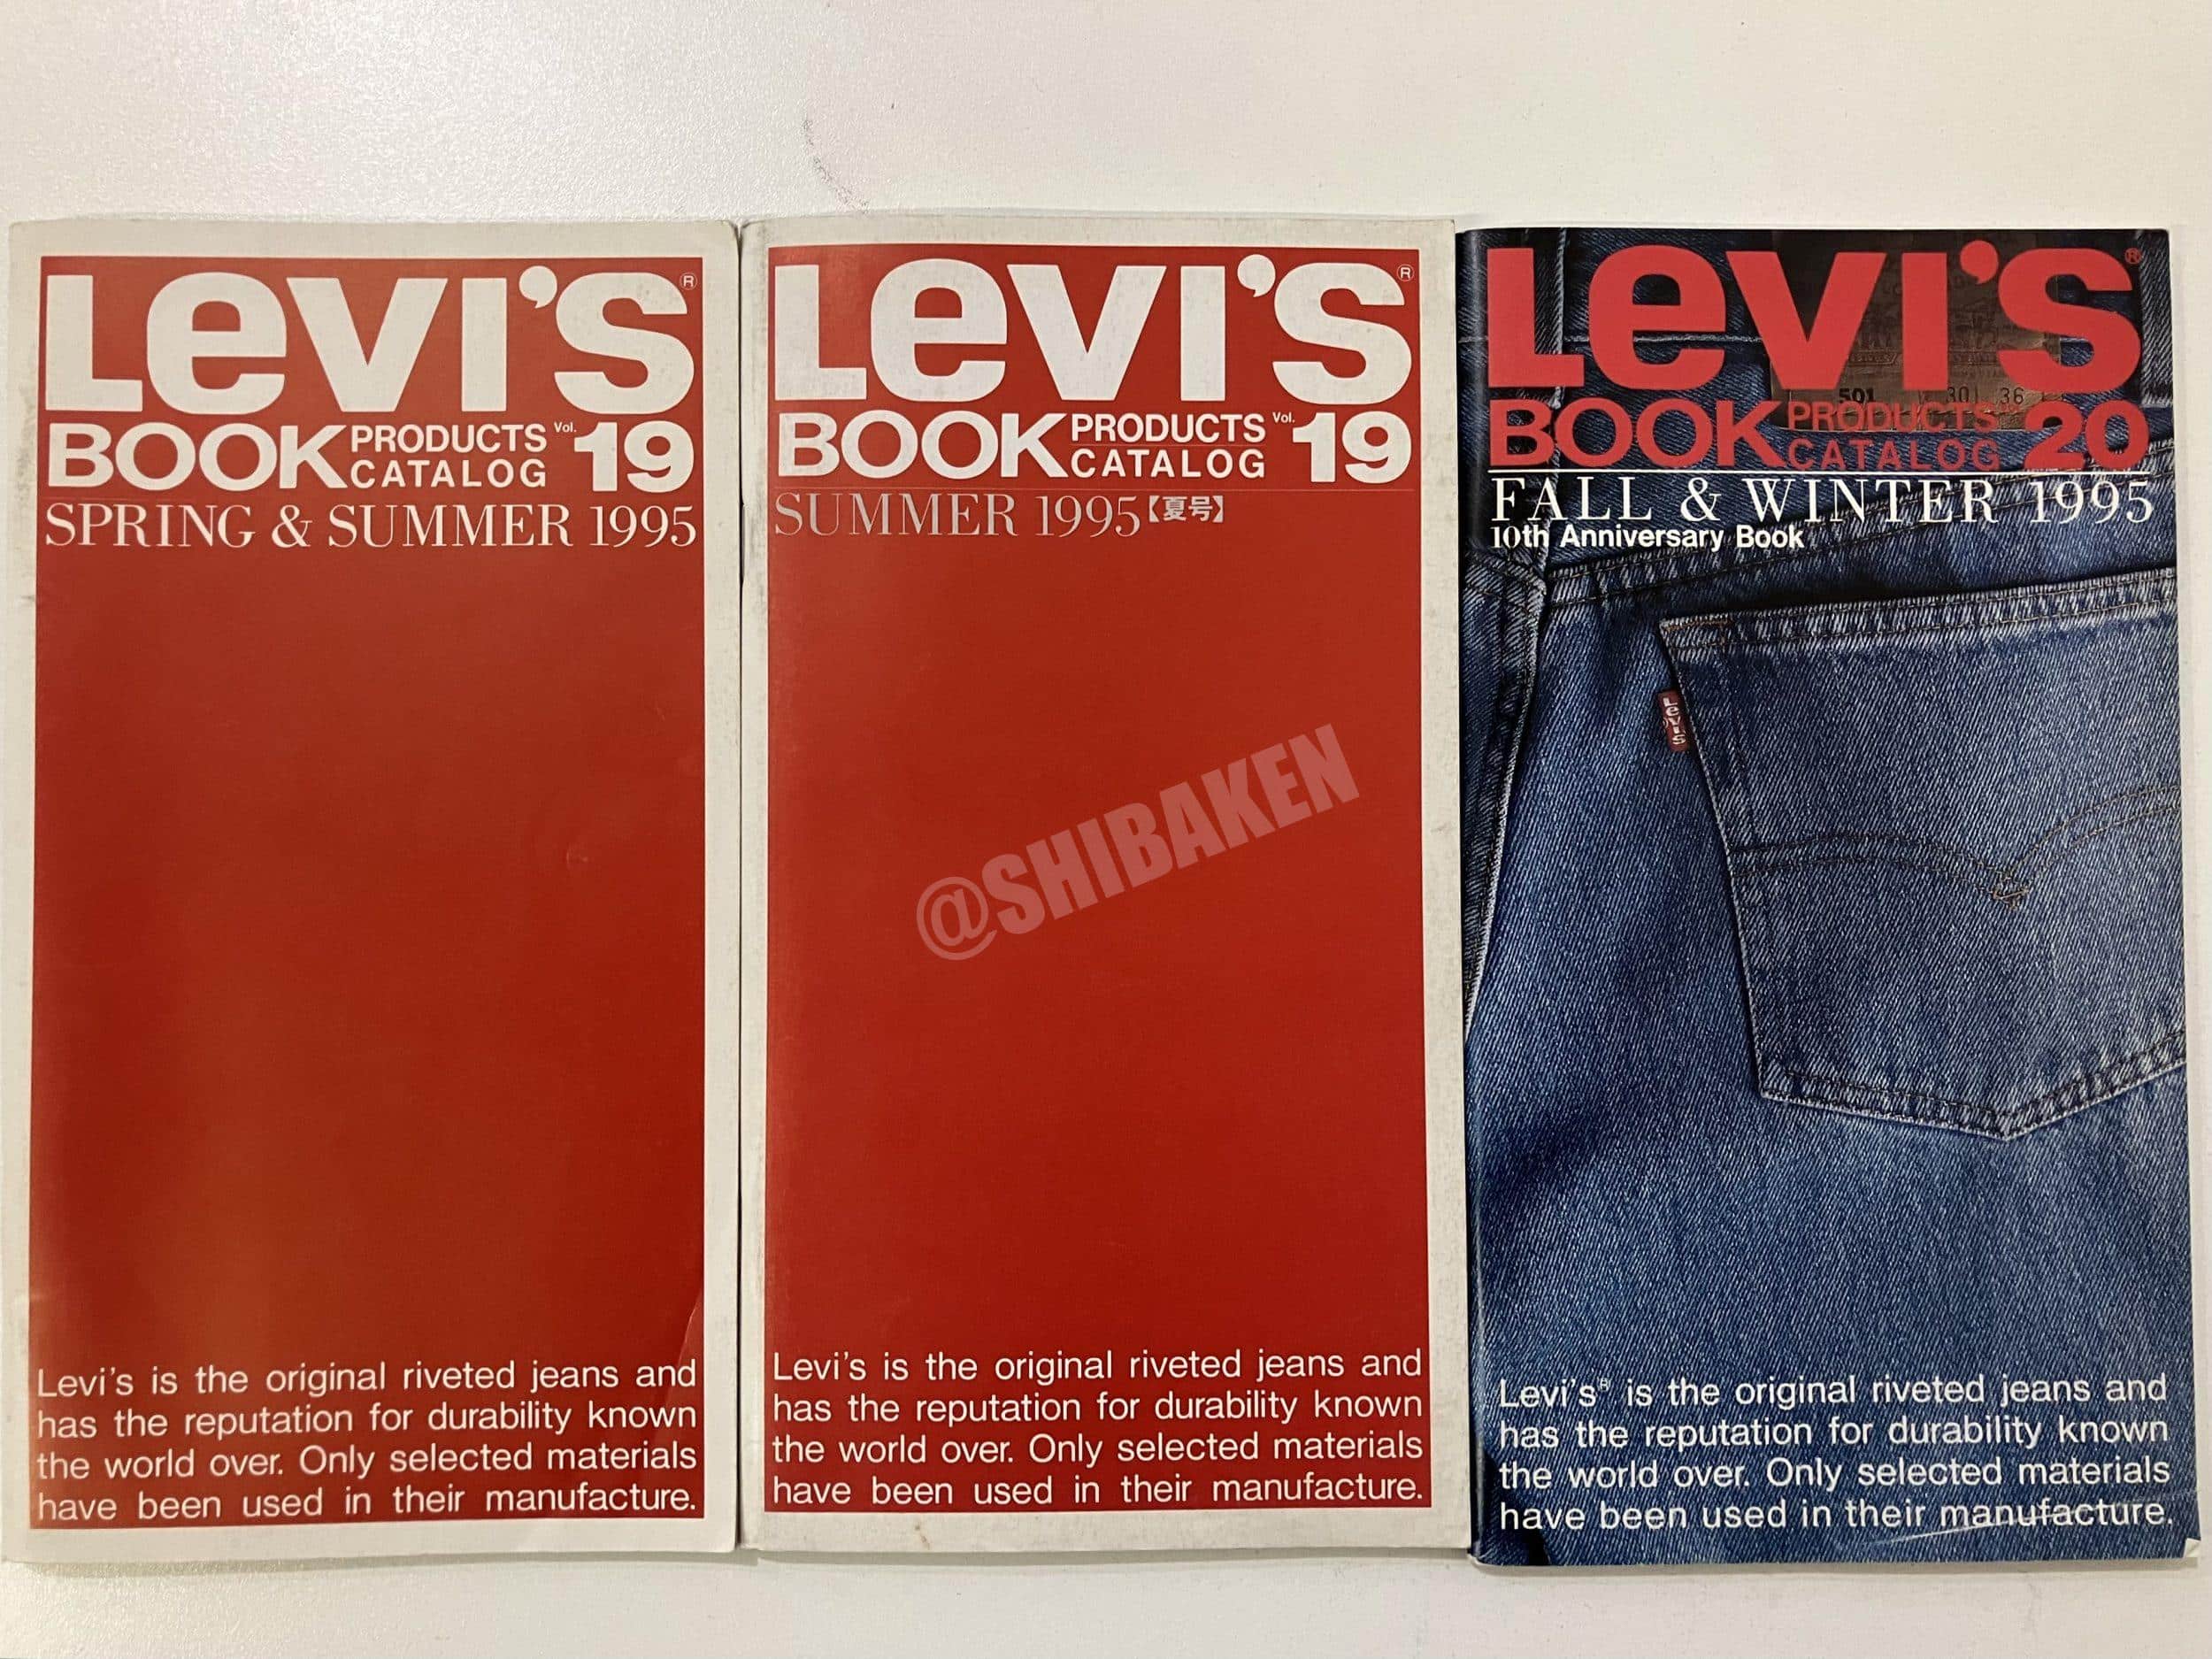 LeVI'S®
BOOK PRODUCTS CATALOG Vol. 19
SPRING & SUMMER 1995
Levi's is the original riveted jeans and
has the reputation for durability known
the world over. Only selected materials
have been used in their manufacture.
LeVI'S®
BOOK PRODUCTS CATALOG Vol. 19
SUMMER 1995【夏号】
@SHIBAKEN
Levi's is the original riveted jeans and
has the reputation for durability known
the world over. Only selected materials
have been used in their manufacture.
LeVI'S®
501 30 36
BOOK PRODUCTS CATALOG 20
FALL & WINTER 1995
10th Anniversary Book
LeVI'S
Levi's® is the original riveted jeans and
has the reputation for durability known
the world over. Only selected materials
have been used in their manufacture.